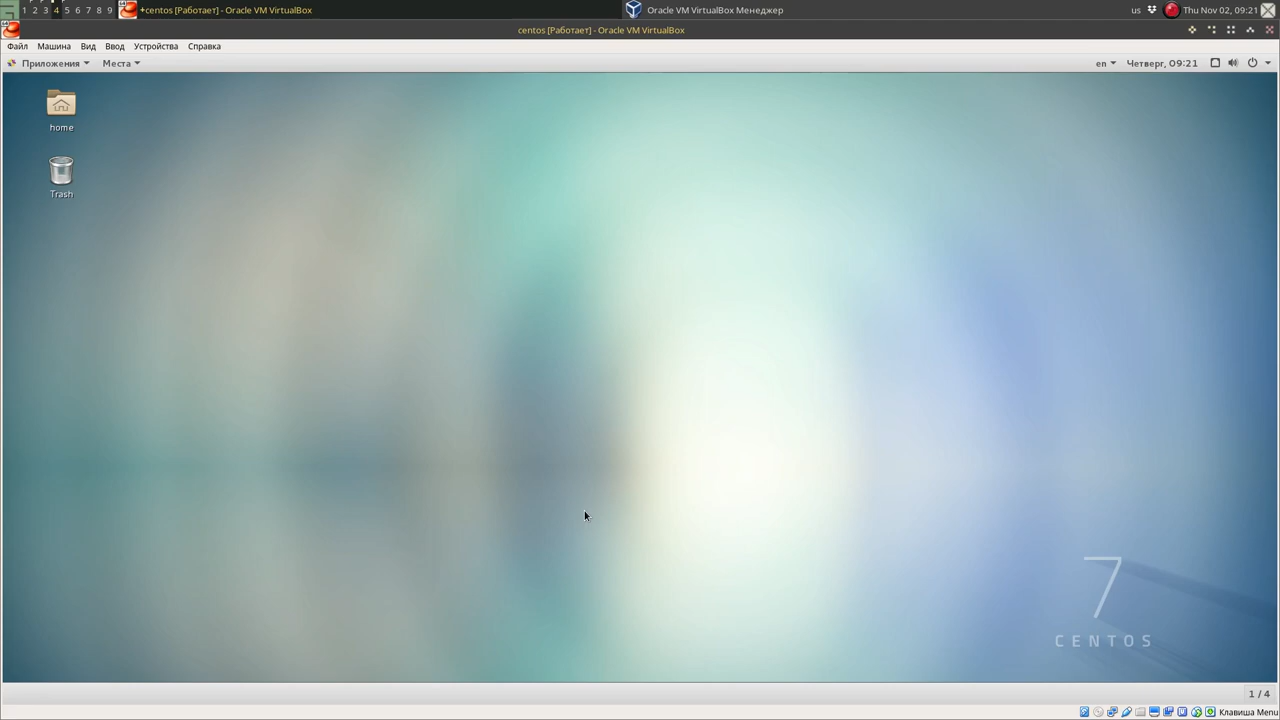 1 2 3 4 5 6 7 8 9 +centos [Работает] - Oracle VM VirtualBox Oracle VM VirtualBox Менеджер us Thu Nov 02, 09:21
centos [Работает] - Oracle VM VirtualBox
Файл Машина Вид Ввод Устройства Справка
Приложения Места en Четверг, 09:21
home
Trash
7
CENTOS
1 / 4
Клавиша Menu